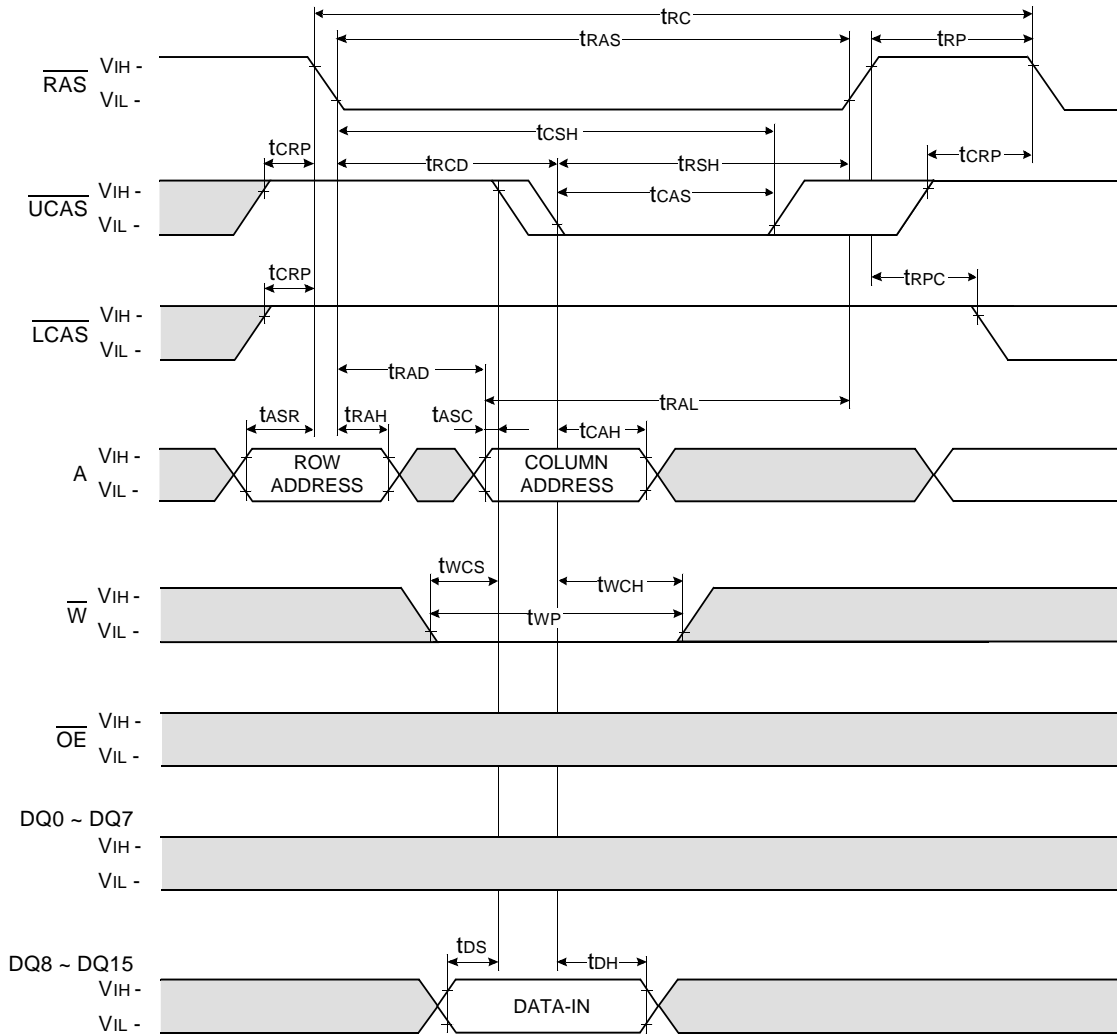 tRC
tRAS
tRP
RAS
VIH -
VIL -
tCSH
tCRP
tRCD
tRSH
tCRP
UCAS
VIH -
VIL -
tCAS
tCRP
tRPC
LCAS
VIH -
VIL -
tRAD
tRAL
tASR
tRAH
tASC
tCAH
A
VIH -
VIL -
ROW
ADDRESS
COLUMN
ADDRESS
tWCS
tWCH
W
VIH -
VIL -
tWP
OE
VIH -
VIL -
DQ0 ~ DQ7
VIH -
VIL -
tDS
tDH
DQ8 ~ DQ15
VIH -
VIL -
DATA-IN